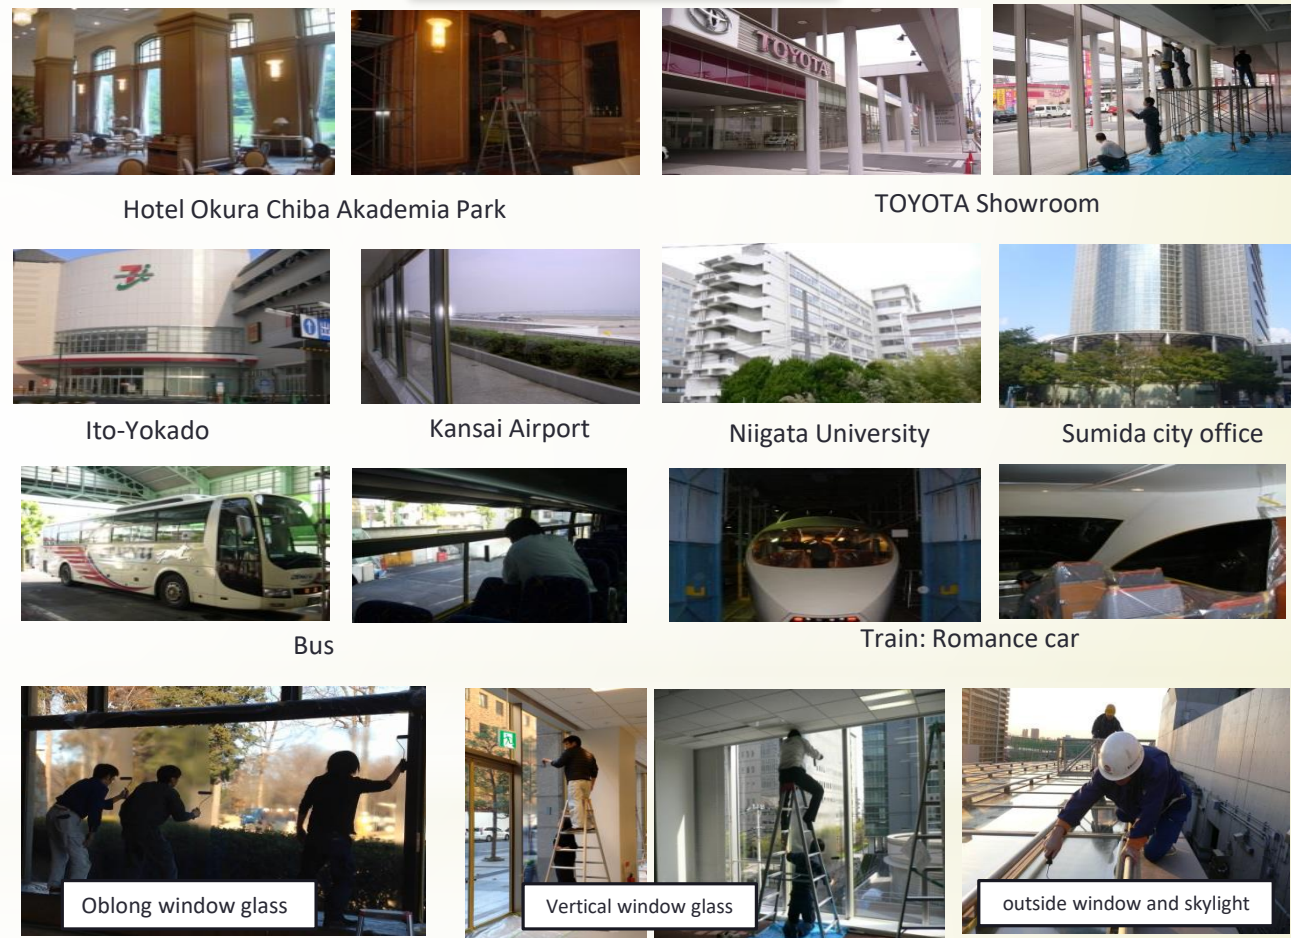 TOYOTA
Hotel Okura Chiba Akademia Park
TOYOTA Showroom
Ito-Yokado
Kansai Airport
Niigata University
Sumida city office
Bus
Train: Romance car
Oblong window glass
Vertical window glass
outside window and skylight